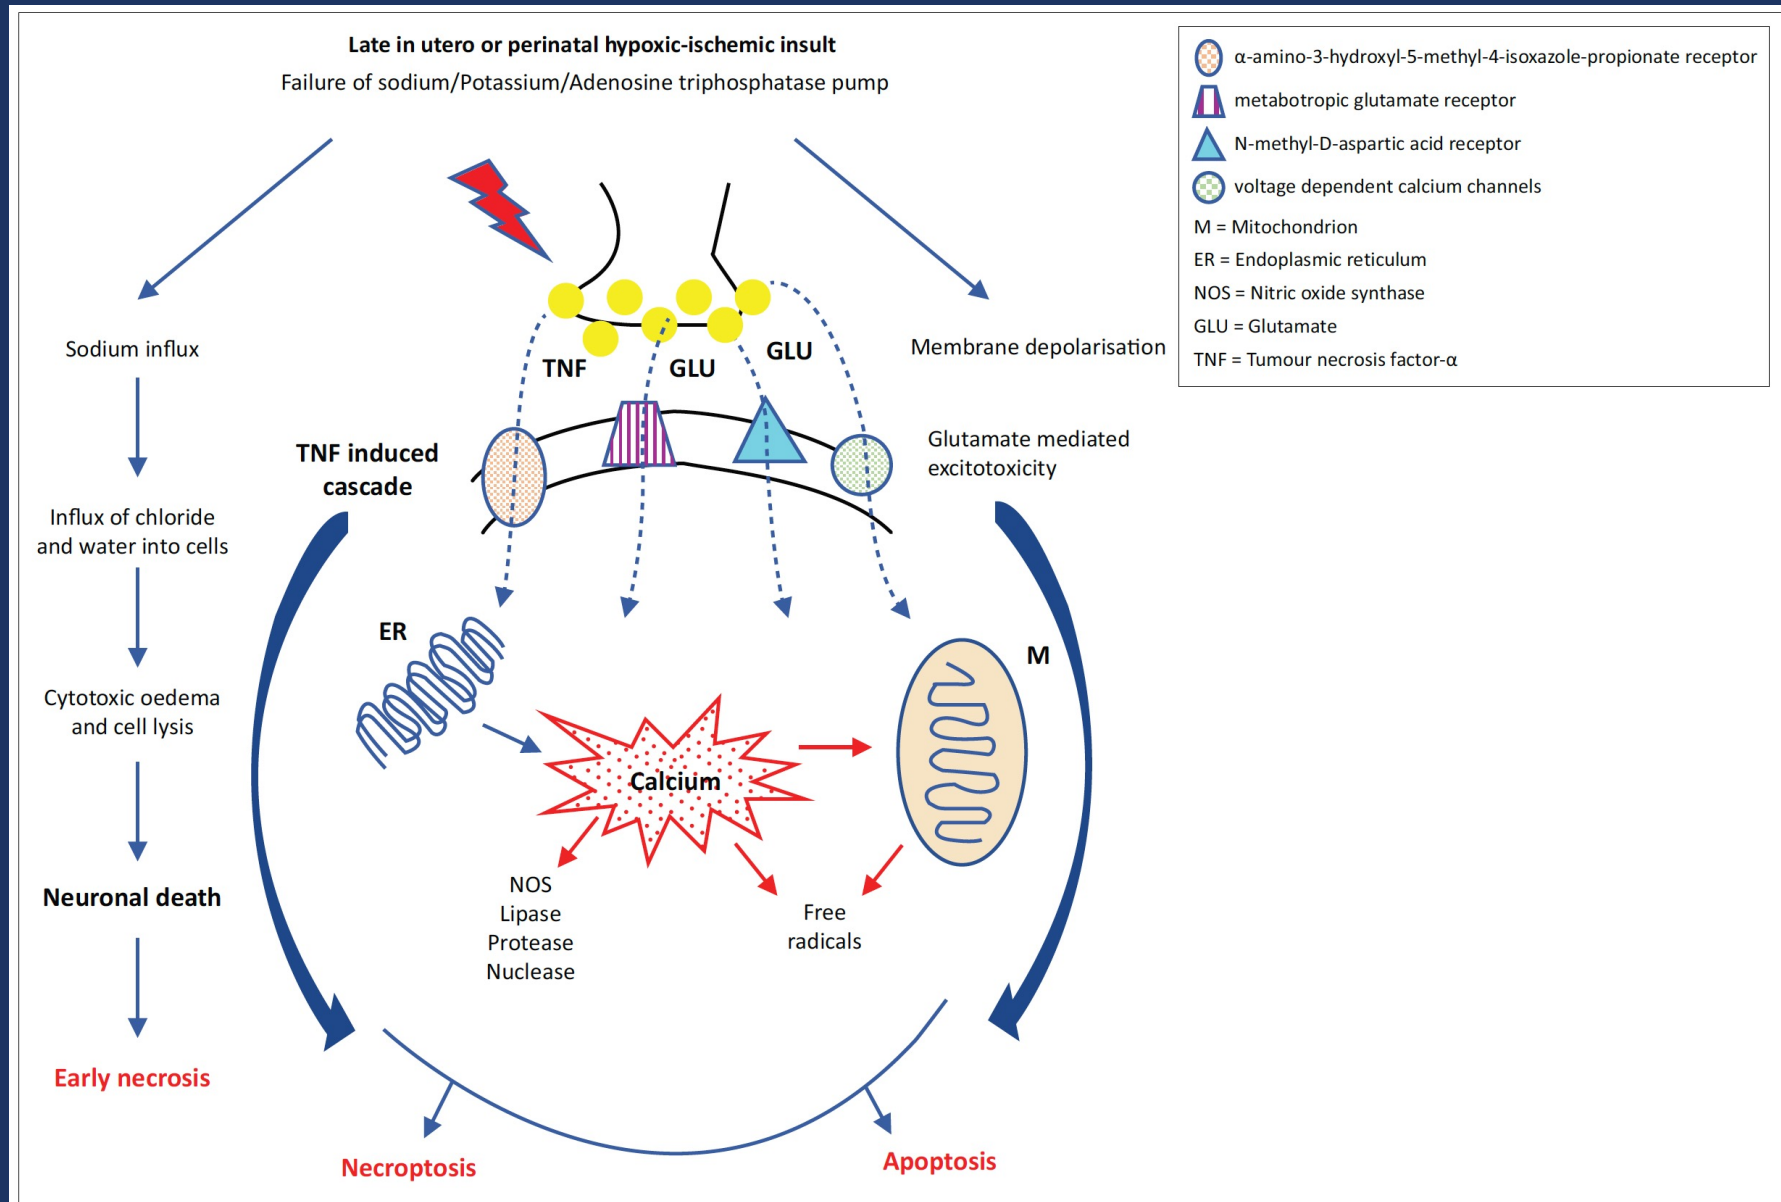 Late in utero or perinatal hypoxic-ischemic insult
Failure of sodium/Potassium/Adenosine triphosphatase pump
α-amino-3-hydroxyl-5-methyl-4-isoxazole-propionate receptor
metabotropic glutamate receptor
N-methyl-D-aspartic acid receptor
voltage dependent calcium channels
M = Mitochondrion
ER = Endoplasmic reticulum
NOS = Nitric oxide synthase
GLU = Glutamate
TNF = Tumour necrosis factor-α
Sodium influx
Influx of chloride
and water into cells
Cytotoxic oedema
and cell lysis
Neuronal death
Early necrosis
TNF
GLU
GLU
TNF induced
cascade
Membrane depolarisation
Glutamate mediated
excitotoxicity
ER
M
Calcium
NOS
Lipase
Protease
Nuclease
Free
radicals
Necroptosis
Apoptosis